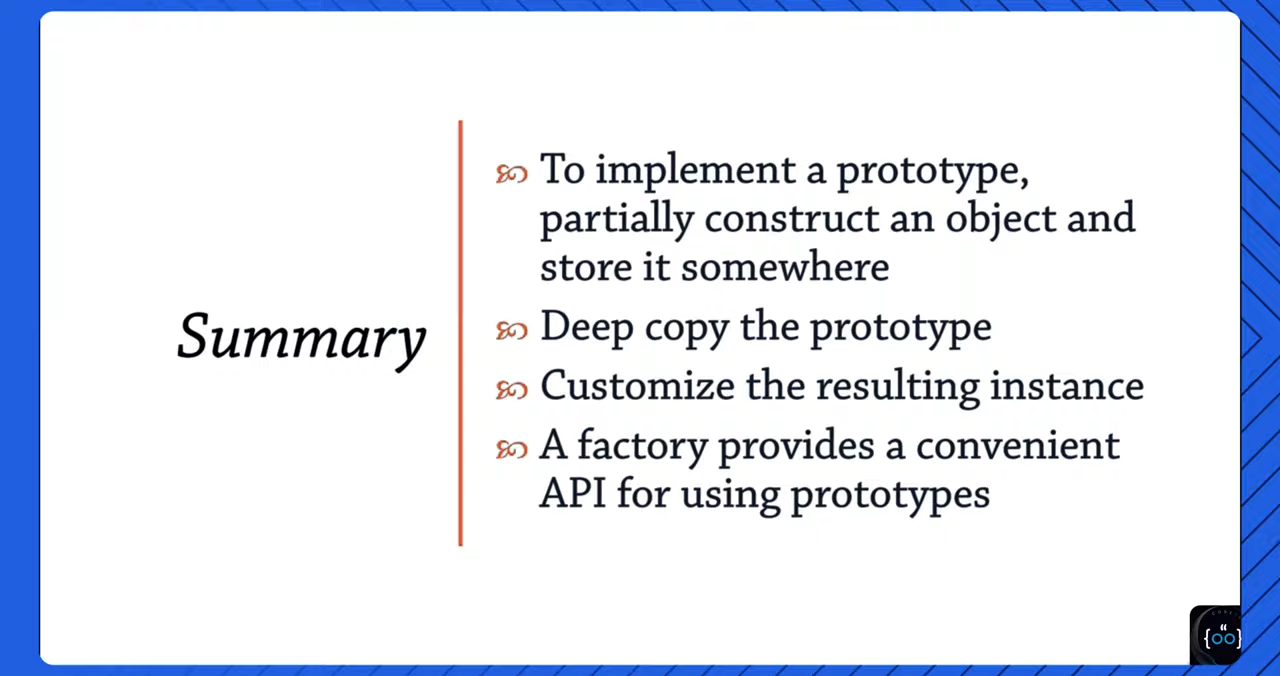 Summary
To implement a prototype,
partially construct an object and
store it somewhere
Deep copy the prototype
Customize the resulting instance
A factory provides a convenient
API for using prototypes